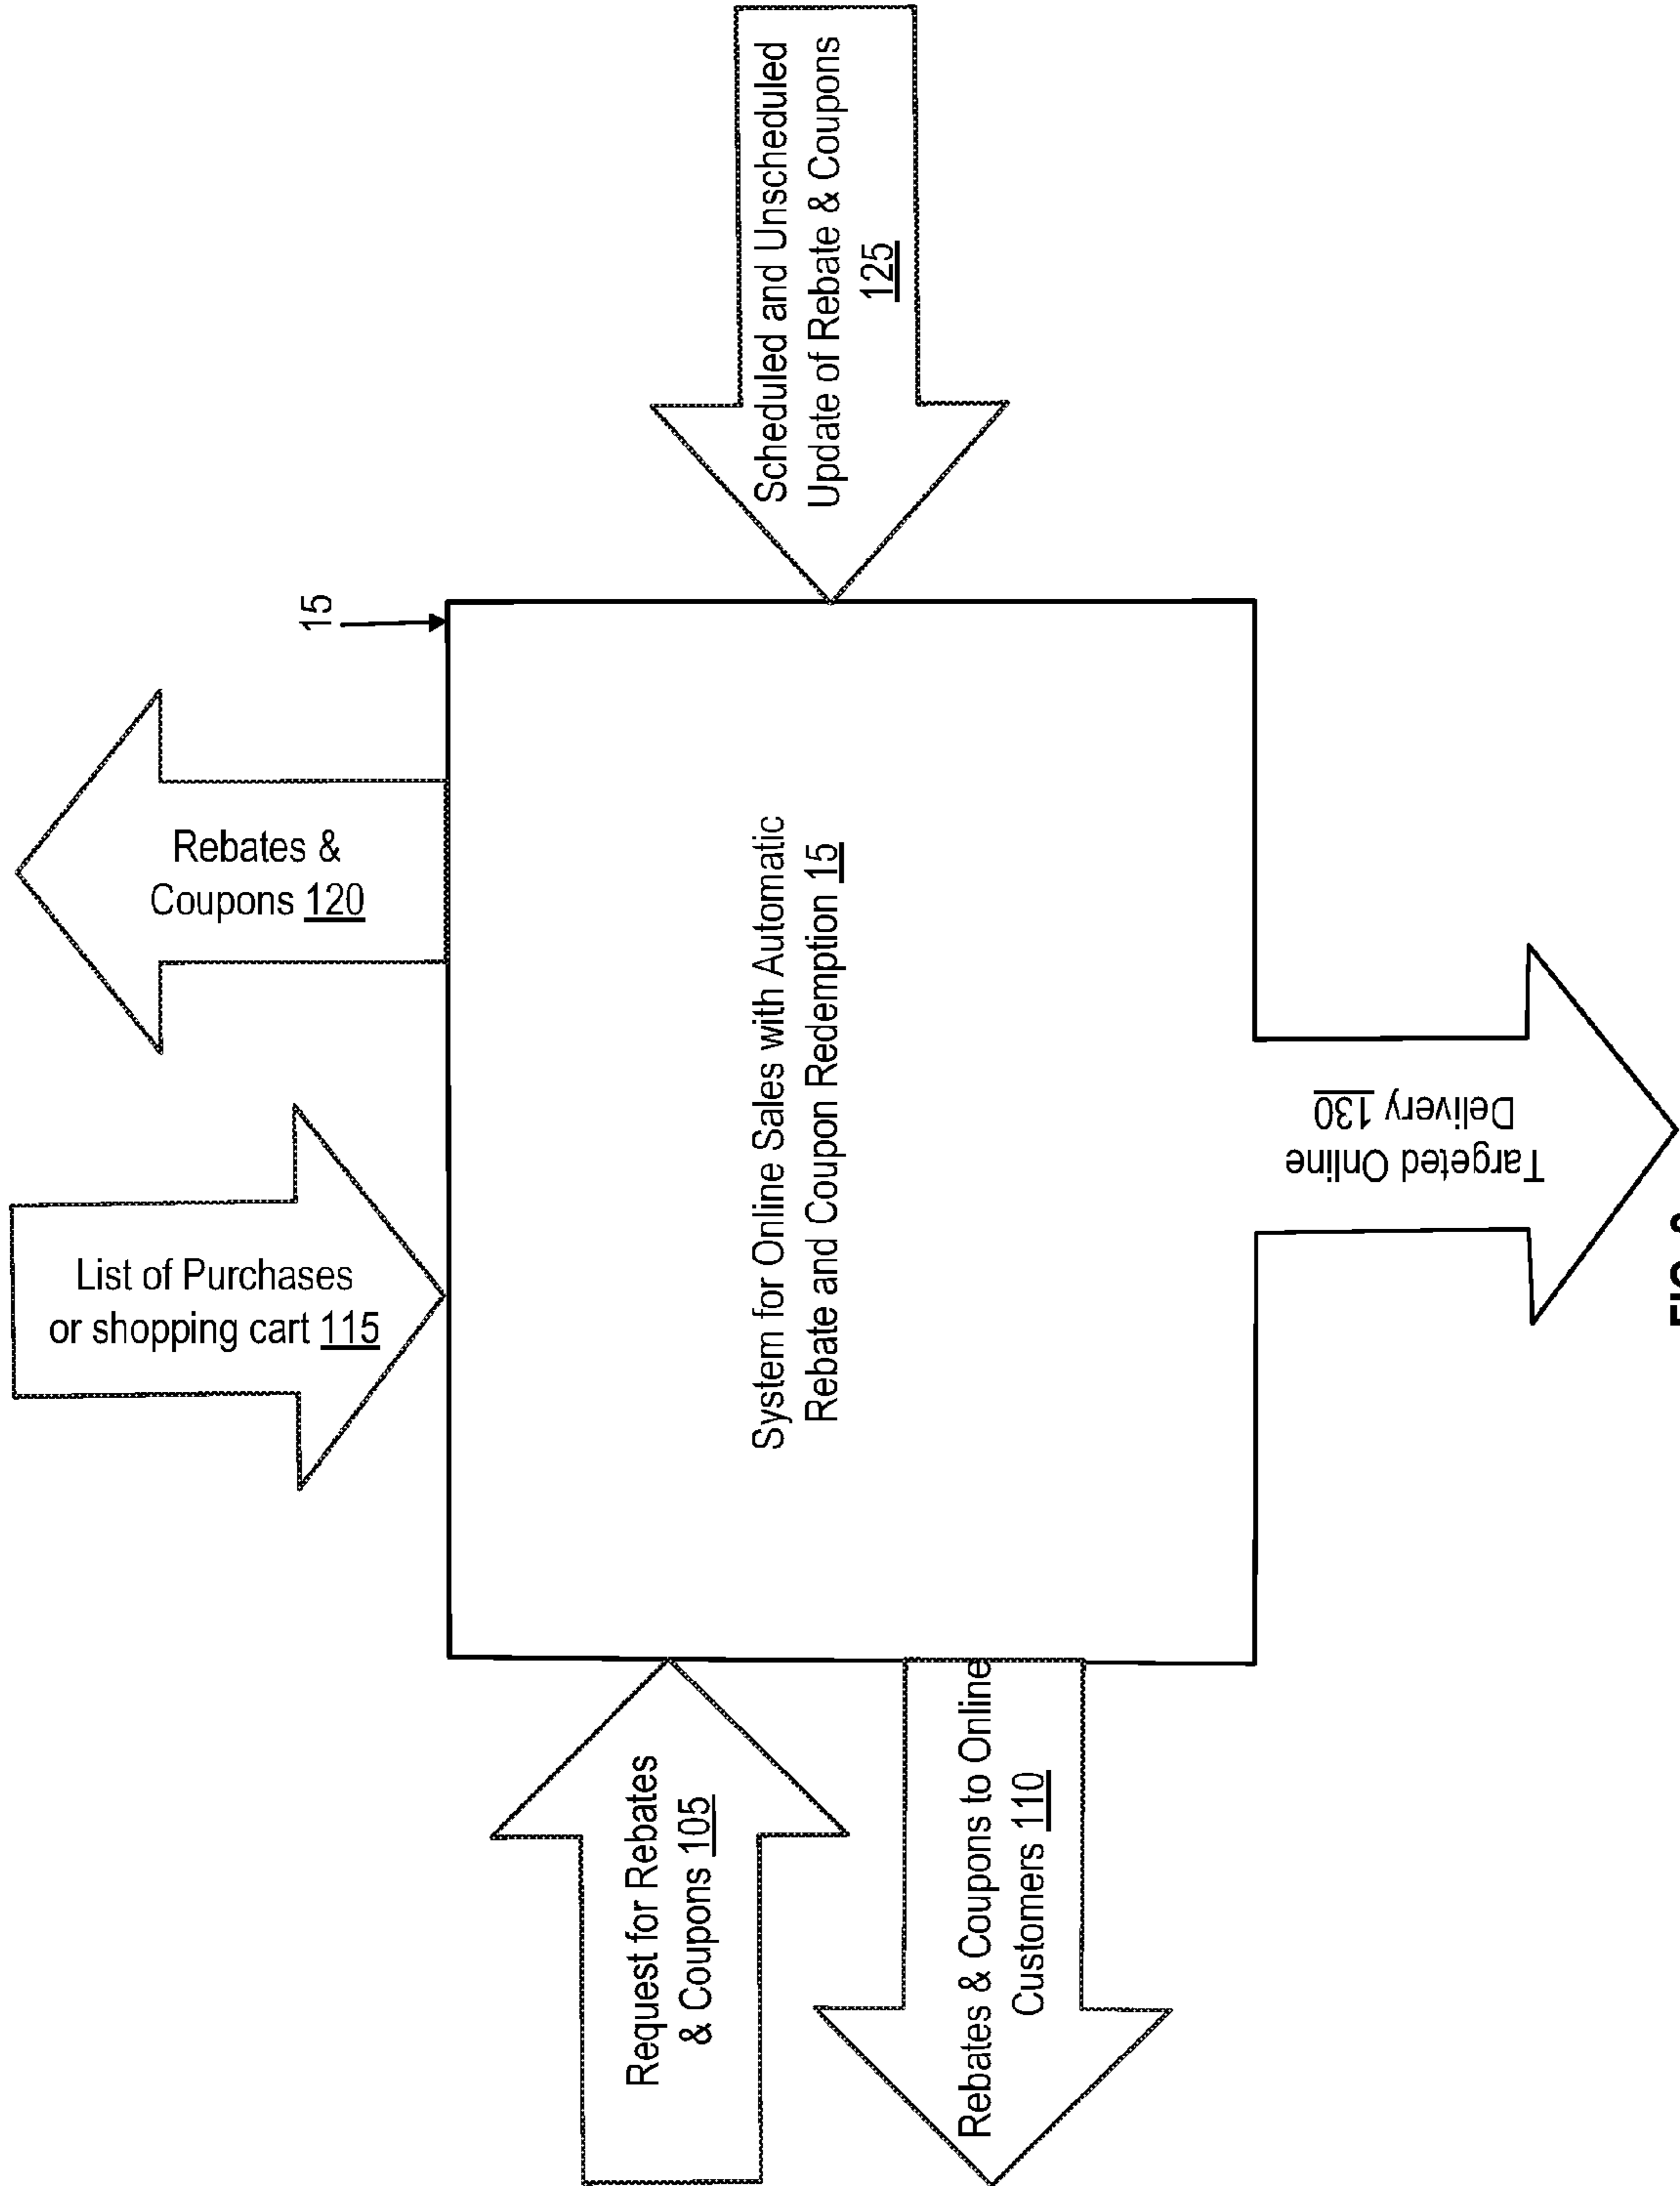 Request for Rebates
& Coupons 105
Rebates & Coupons to Online
Customers 110
List of Purchases
or shopping cart 115
Rebates &
Coupons 120
15
System for Online Sales with Automatic
Rebate and Coupon Redemption 15
Scheduled and Unscheduled
Update of Rebate & Coupons
125
Targeted Online
Delivery 130
FIG.